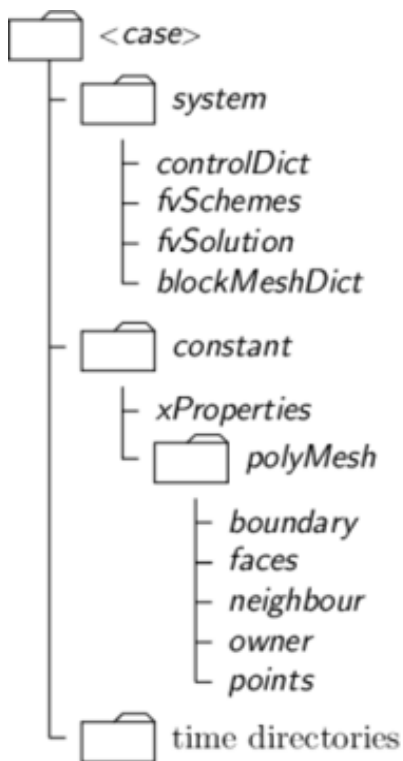 <case>
system
controlDict
fvSchemes
fvSolution
blockMeshDict
constant
xProperties
polyMesh
boundary
faces
neighbour
owner
points
time directories